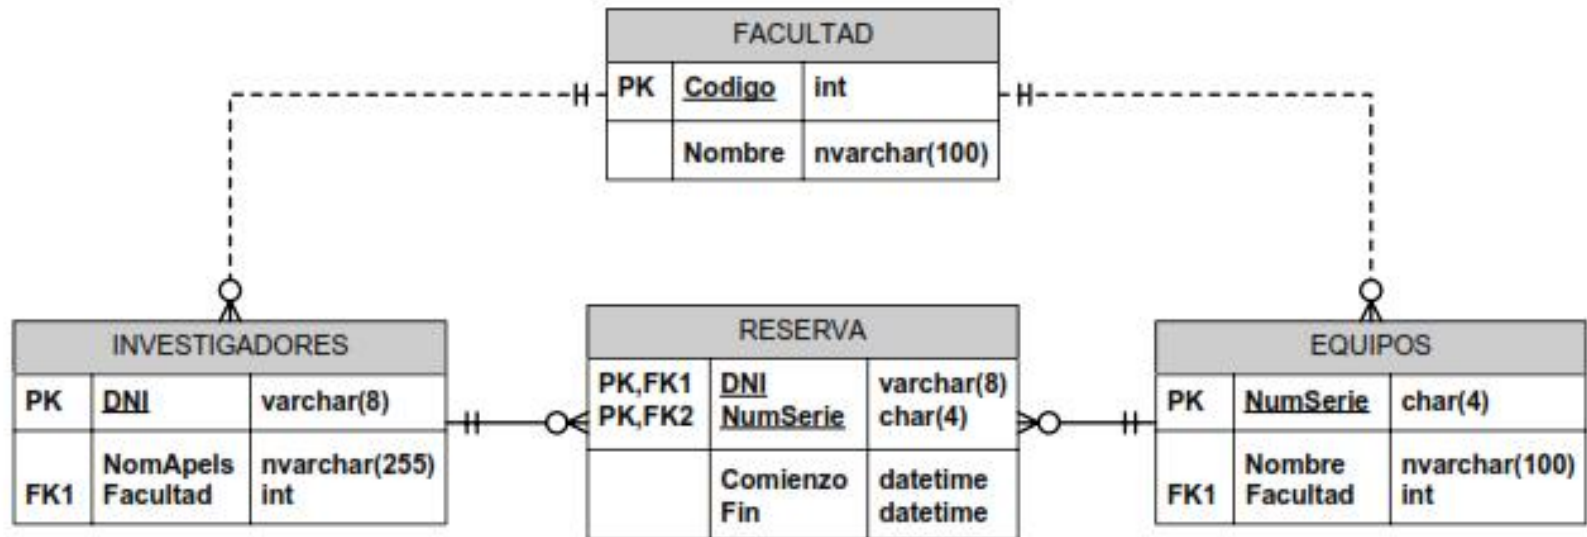 FACULTAD
PK Codigo int
Nombre nvarchar(100)
INVESTIGADORES
PK DNI varchar(8)
NomApels nvarchar(255)
FK1 Facultad int
RESERVA
PK,FK1 DNI varchar(8)
PK,FK2 NumSerie char(4)
Comienzo datetime
Fin datetime
EQUIPOS
PK NumSerie char(4)
Nombre nvarchar(100)
FK1 Facultad int